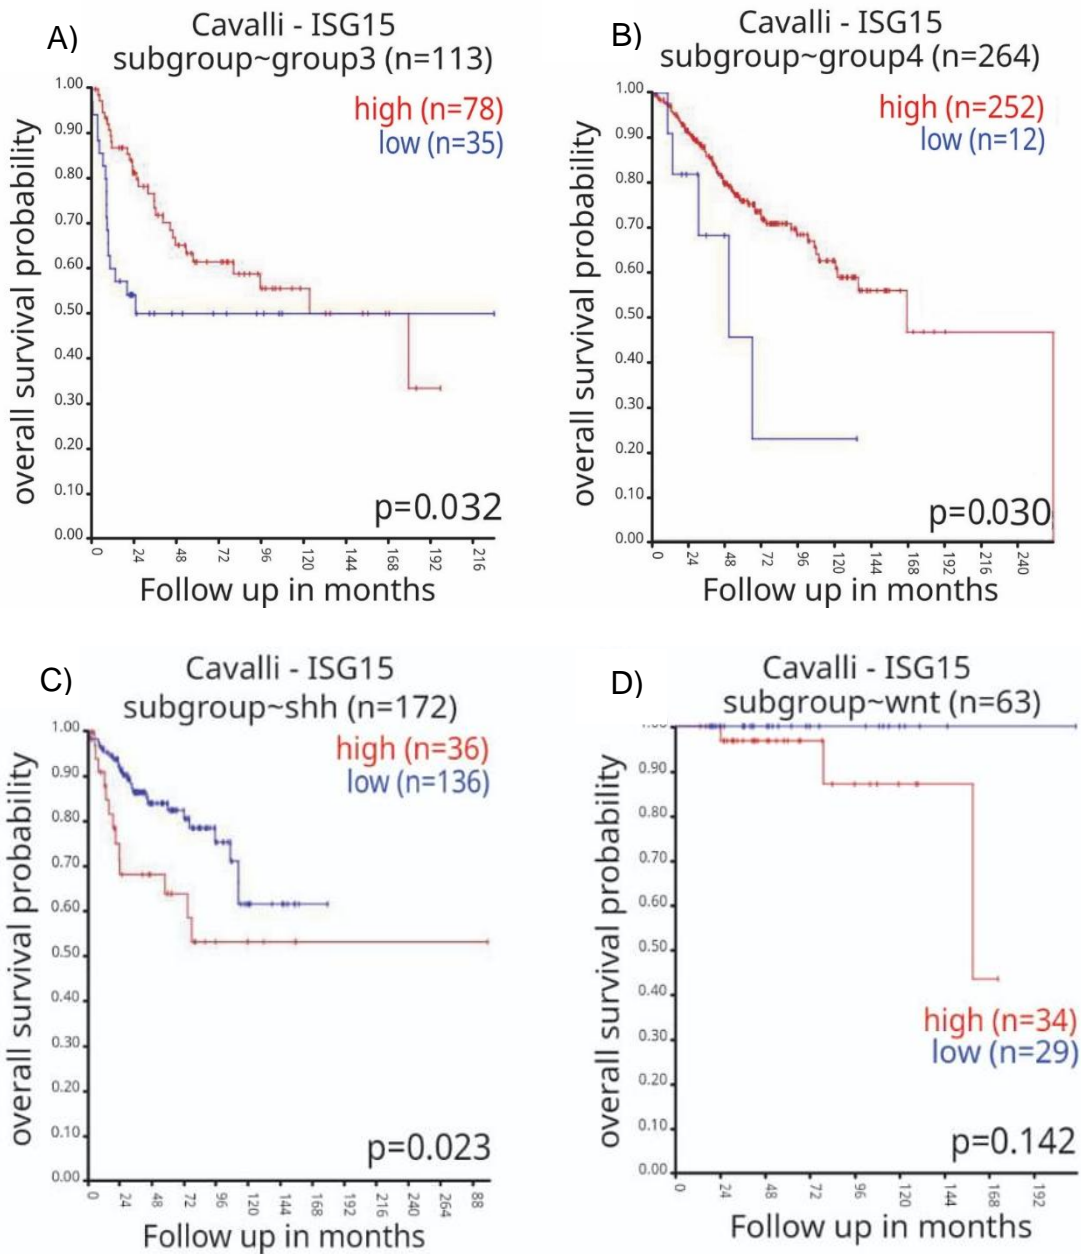 A)
Cavalli - ISG15
subgroup~group3 (n=113)
high (n=78)
low (n=35)
overall survival probability
1.00
0.90
0.80
0.70
0.60
0.50
0.40
0.30
0.20
0.10
0.00
p=0.032
0 24 48 72 96 120 144 168 192 216
Follow up in months
B)
Cavalli - ISG15
subgroup~group4 (n=264)
high (n=252)
low (n=12)
overall survival probability
1.00
0.90
0.80
0.70
0.60
0.50
0.40
0.30
0.20
0.10
0.00
p=0.030
0 24 48 72 96 120 144 168 192 216 240
Follow up in months
C)
Cavalli - ISG15
subgroup~shh (n=172)
high (n=36)
low (n=136)
overall survival probability
1.00
0.90
0.80
0.70
0.60
0.50
0.40
0.30
0.20
0.10
0.00
p=0.023
0 24 48 72 96 120 144 168 192 216 240 264 88
Follow up in months
D)
Cavalli - ISG15
subgroup~wnt (n=63)
overall survival probability
1.00
0.90
0.80
0.70
0.60
0.50
0.40
0.30
0.20
0.10
0.00
high (n=34)
low (n=29)
p=0.142
0 24 48 72 96 120 144 168 192
Follow up in months